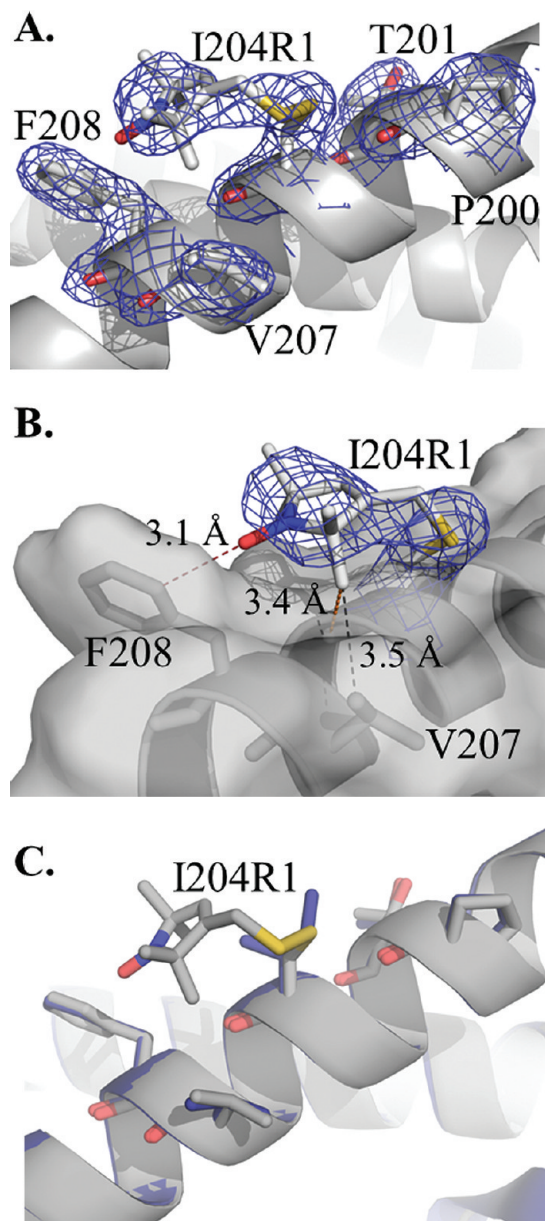 A.
I204R1
T201
F208
P200
V207
B.
I204R1
3.1 Å
3.4 Å
F208
3.5 Å
V207
C.
I204R1